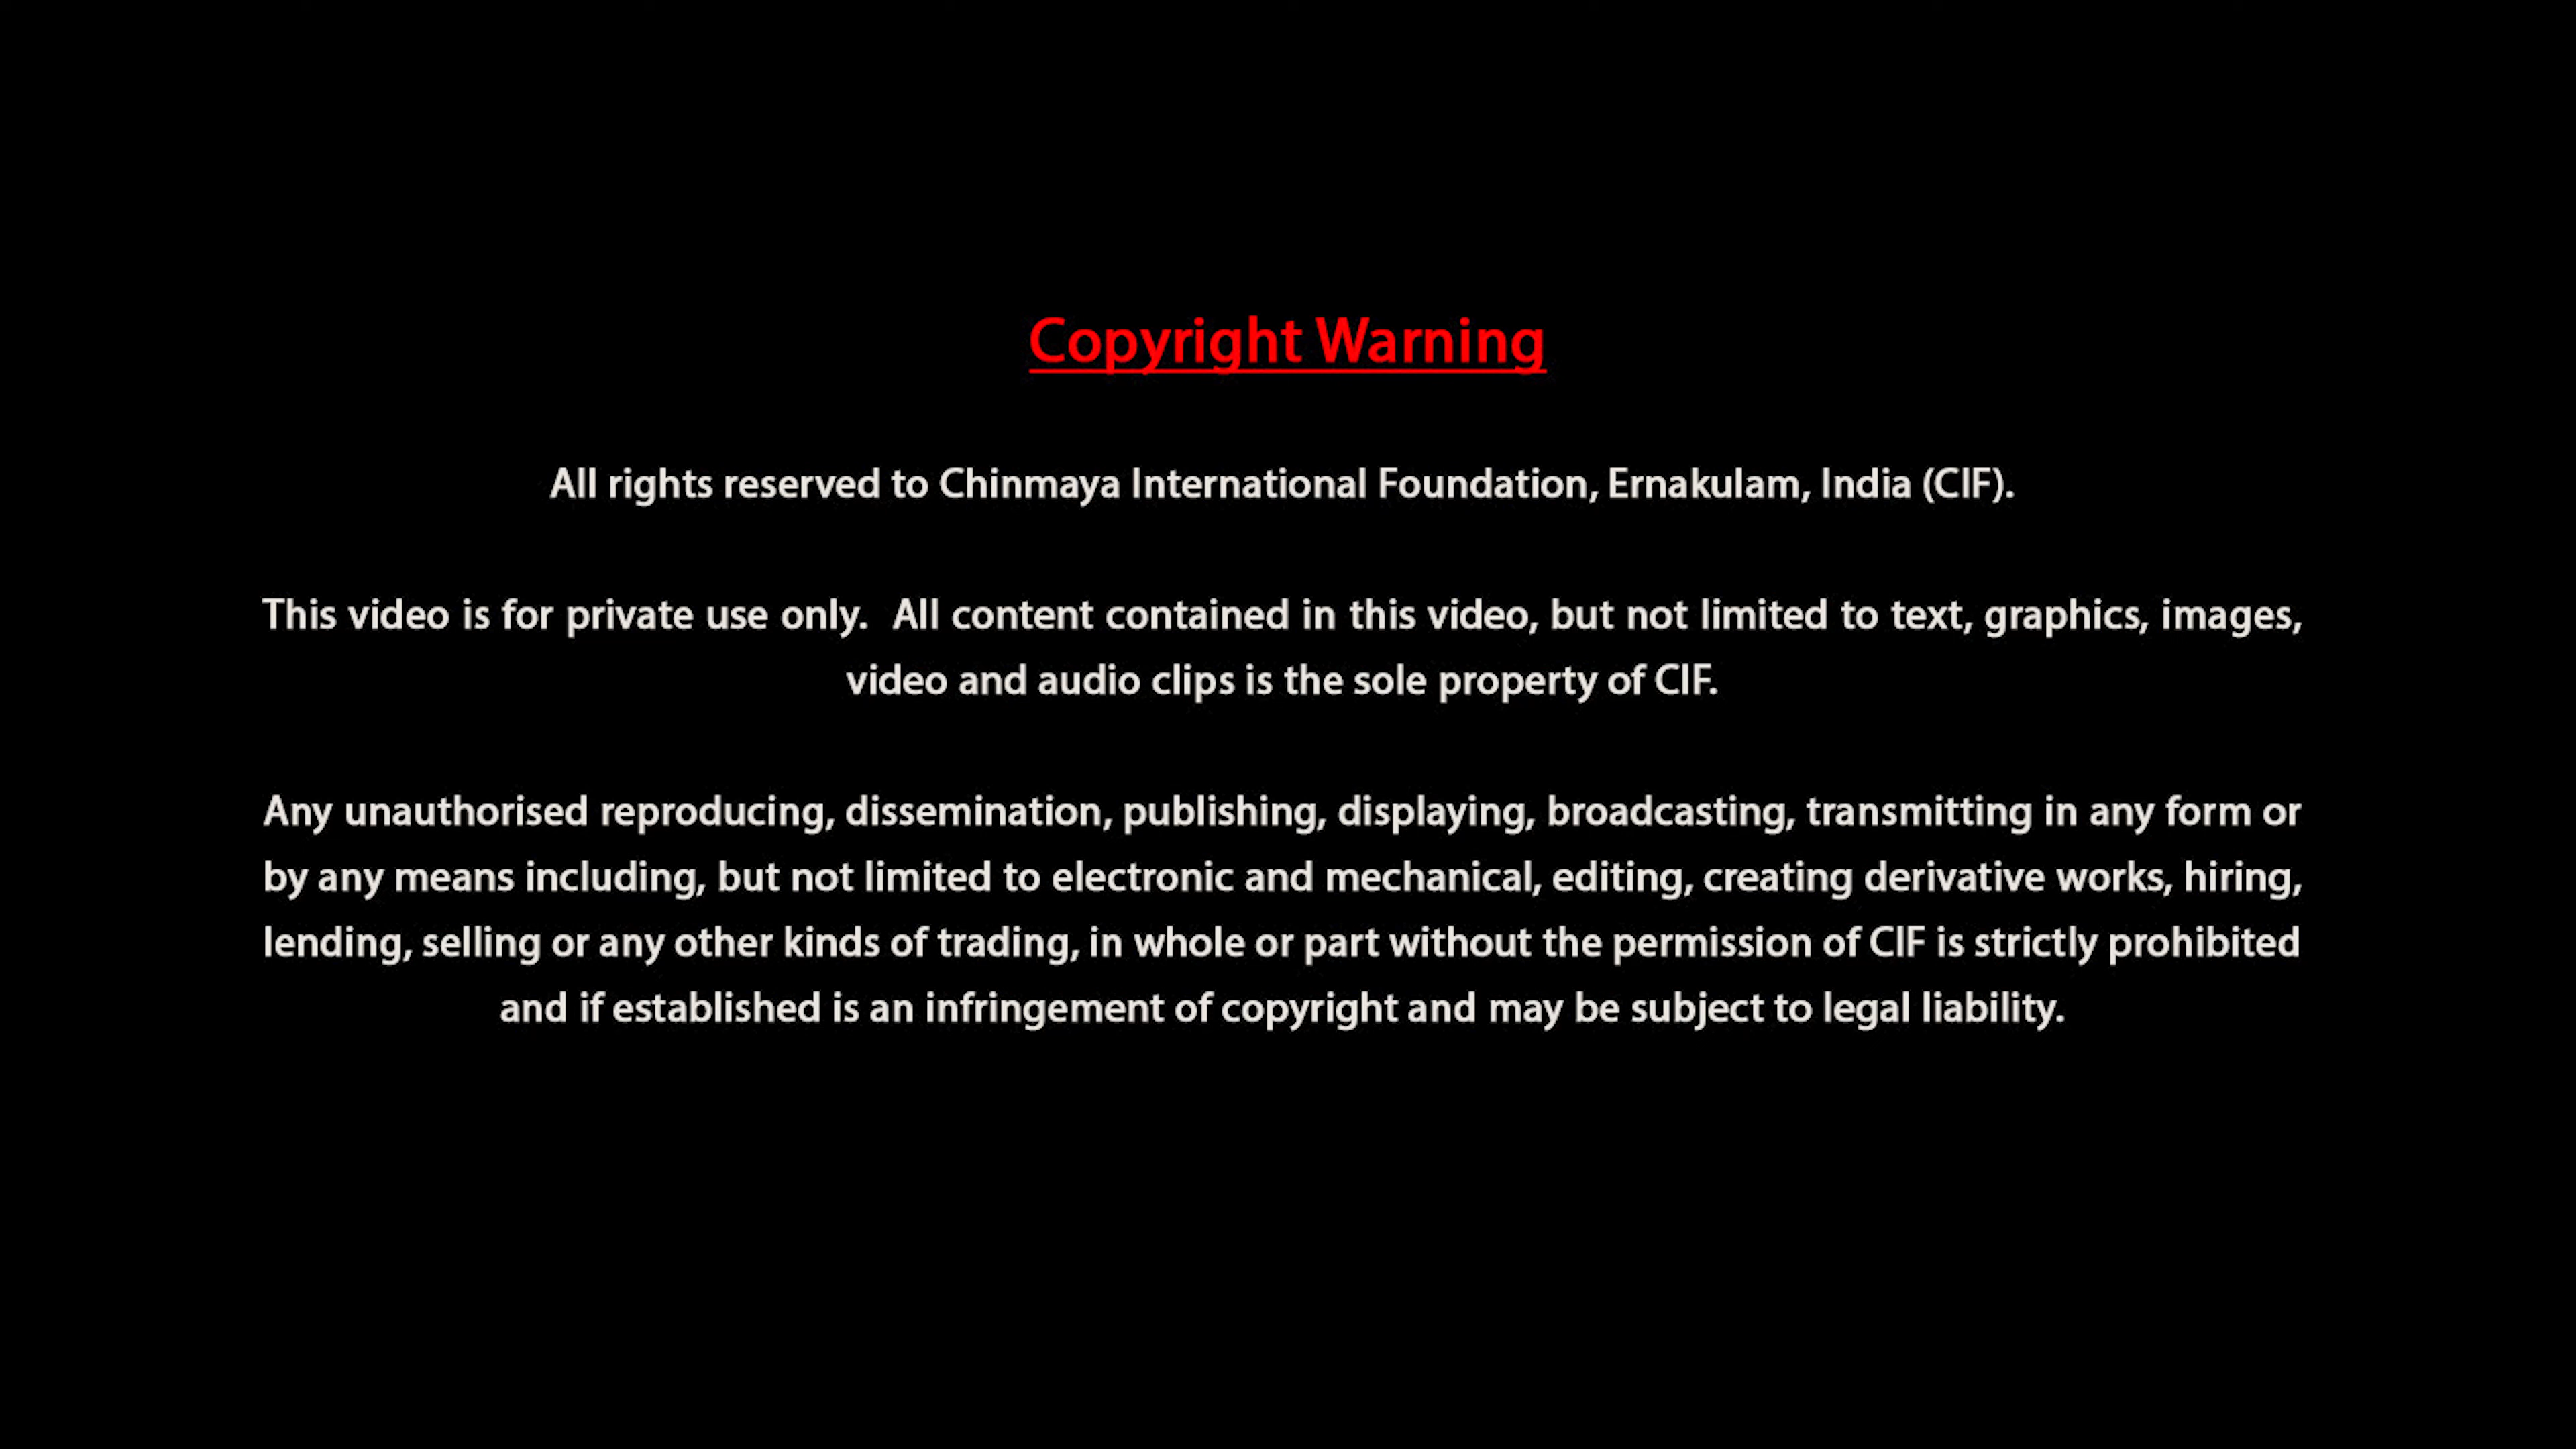 Copyright Warning
All rights reserved to Chinmaya International Foundation, Ernakulam, India (CIF).
This video is for private use only.  All content contained in this video, but not limited to text, graphics, images,
video and audio clips is the sole property of CIF.
Any unauthorised reproducing, dissemination, publishing, displaying, broadcasting, transmitting in any form or
by any means including, but not limited to electronic and mechanical, editing, creating derivative works, hiring,
lending, selling or any other kinds of trading, in whole or part without the permission of CIF is strictly prohibited
and if established is an infringement of copyright and may be subject to legal liability.